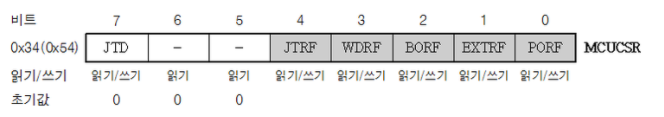 비트 7 6 5 4 3 2 1 0
0x34(0x54) JTD – – JTRF WDRF BORF EXTRF PORF MCUCSR
읽기/쓰기 읽기/쓰기 읽기 읽기 읽기/쓰기 읽기/쓰기 읽기/쓰기 읽기/쓰기 읽기/쓰기
초기값 0 0 0